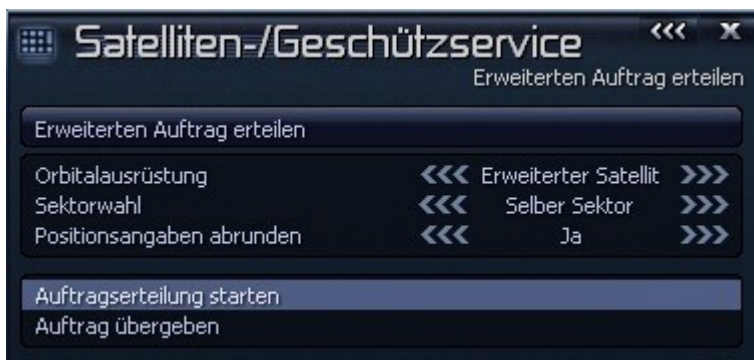 Satelliten-/Geschützservice <<< X
Erweiterten Auftrag erteilen
Erweiterten Auftrag erteilen
Orbitalausrüstung <<< Erweiterter Satellit >>>
Sektorwahl <<< Selber Sektor >>>
Positionsangaben abrunden <<< Ja >>>
Auftragserteilung starten
Auftrag übergeben